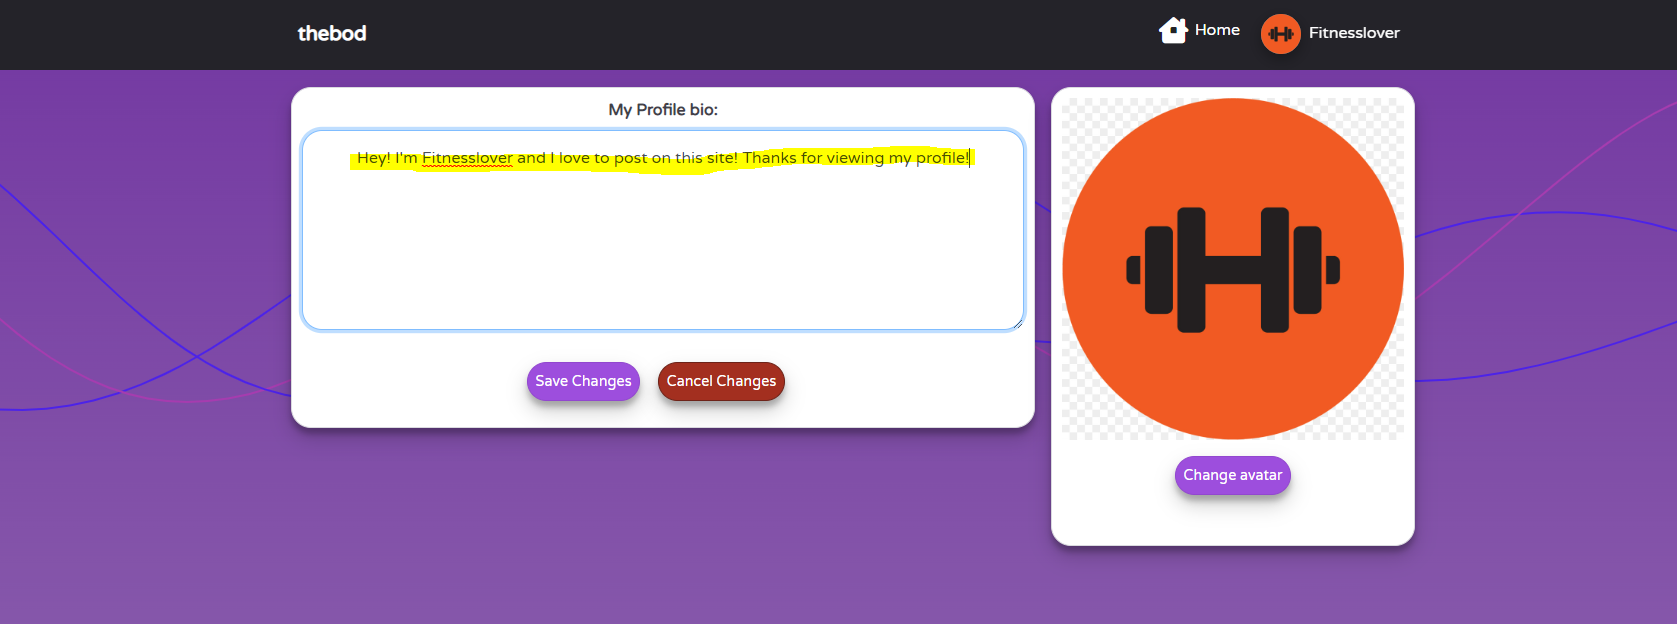 thebod
Home
Fitnesslover
My Profile bio:
Hey! I'm Fitnesslover and I love to post on this site! Thanks for viewing my profile!
Save Changes
Cancel Changes
Change avatar